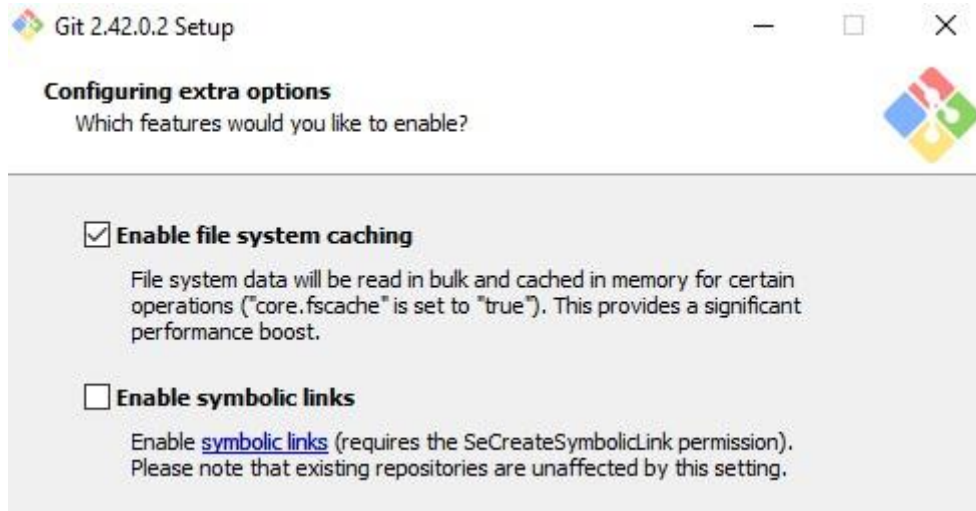 Git 2.42.0.2 Setup
Configuring extra options
Which features would you like to enable?
Enable file system caching
File system data will be read in bulk and cached in memory for certain
operations ("core.fscache" is set to "true"). This provides a significant
performance boost.
Enable symbolic links
Enable symbolic links (requires the SeCreateSymbolicLink permission).
Please note that existing repositories are unaffected by this setting.